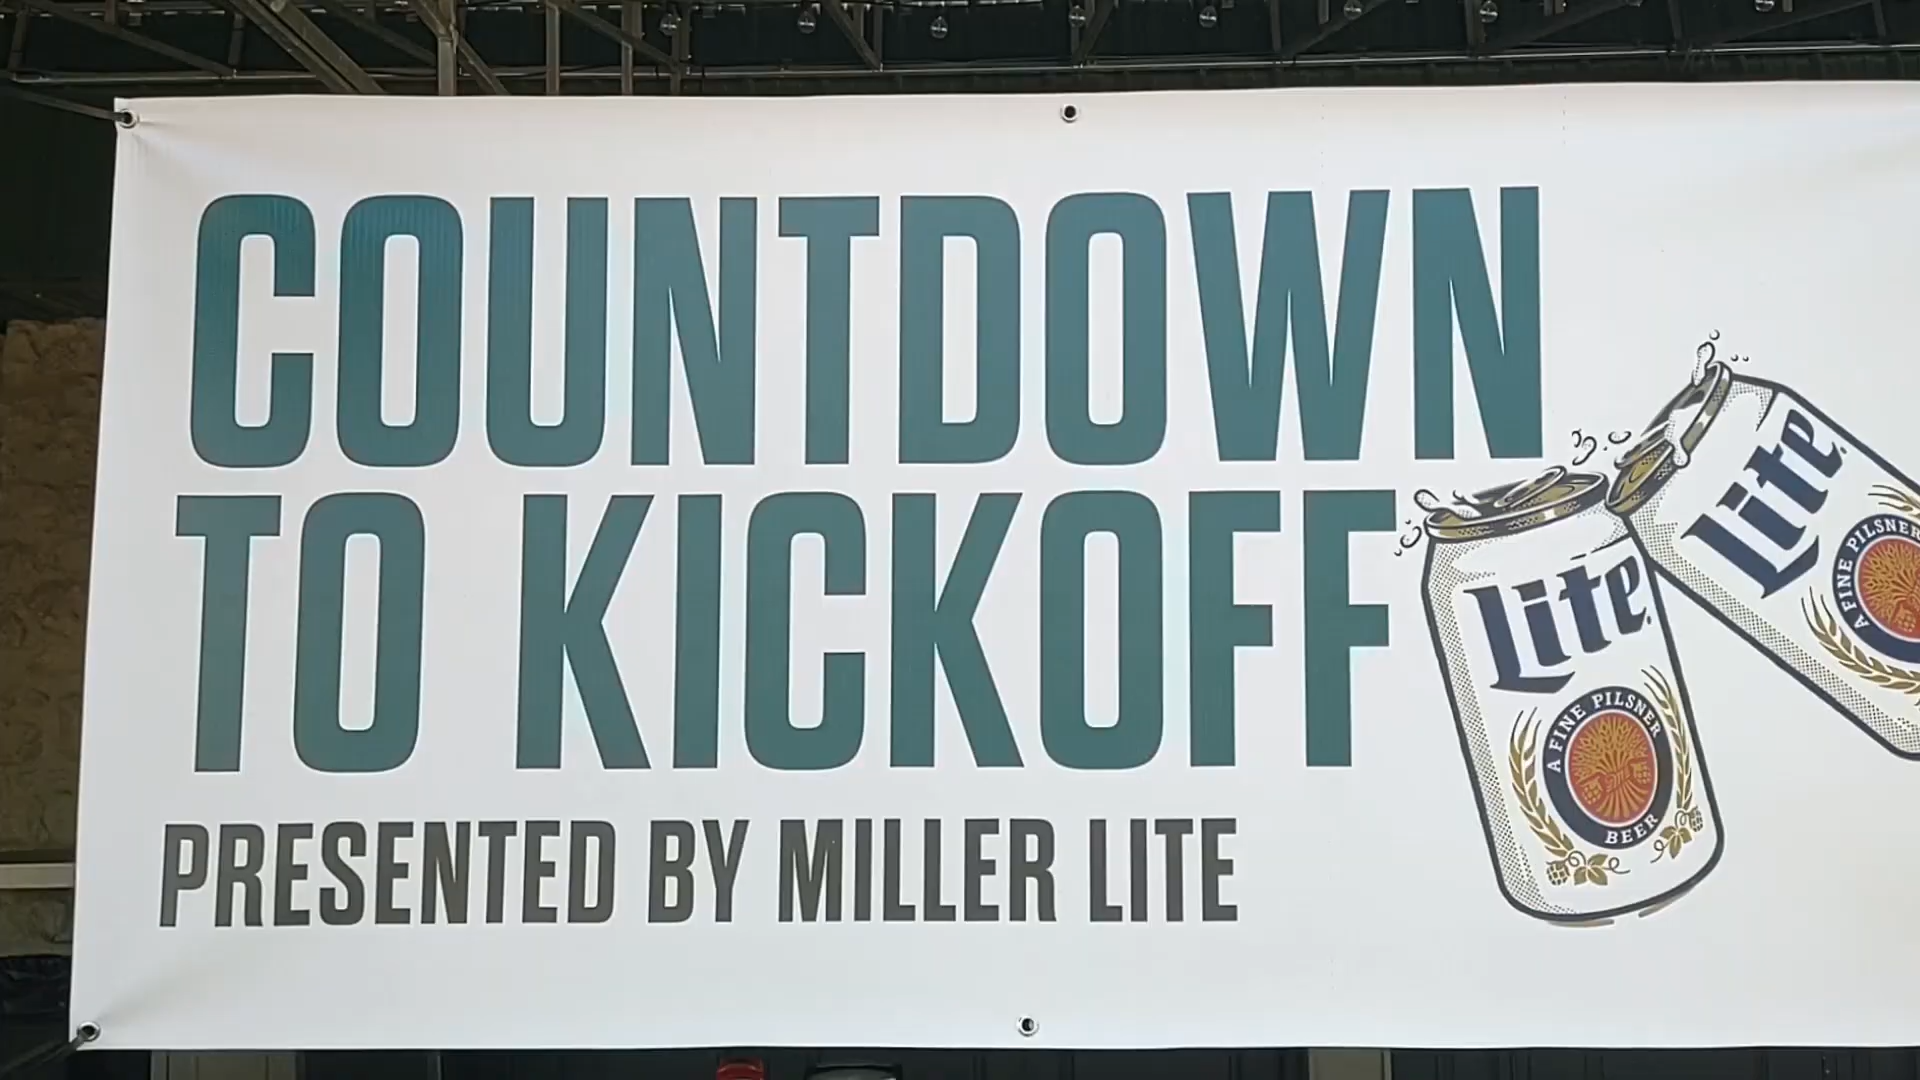 COUNTDOWN
TO KICKOFF
PRESENTED BY MILLER LITE
Lite
A FINE PILSNER
BEER
Lite
A FINE PILSNER